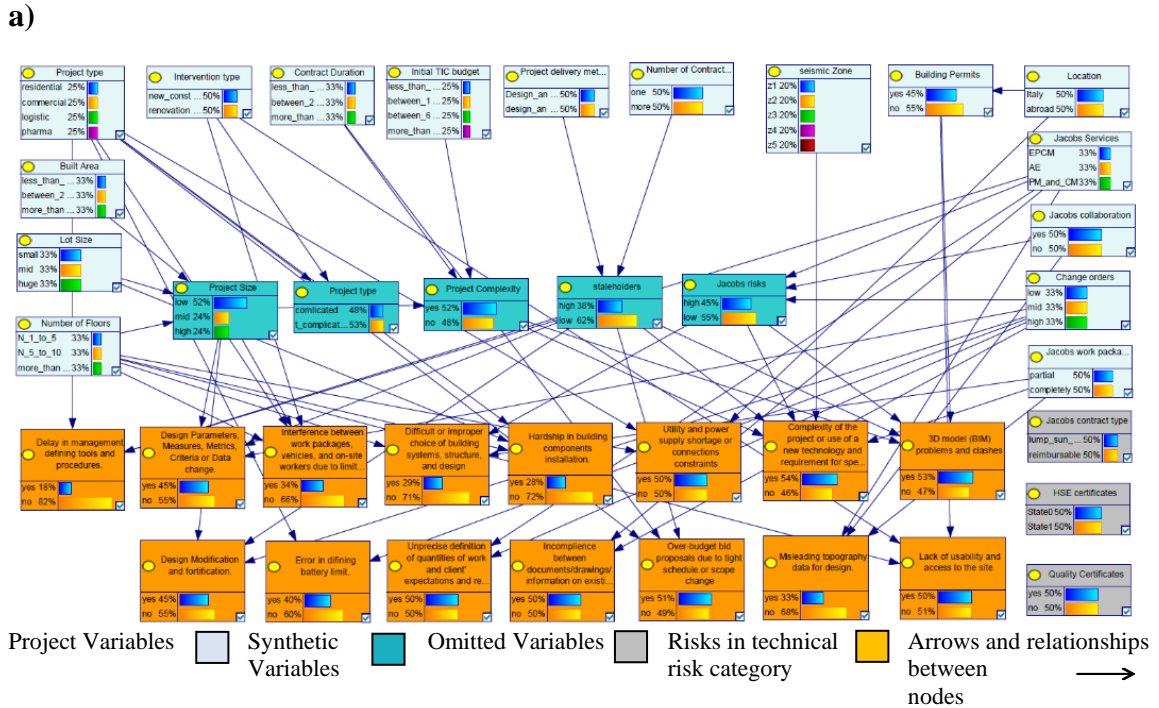 a)
Project type
residential 25%
commercial 25%
logistic 25%
pharma 25%
Intervention type
new_const ... 50%
renovation ... 50%
Contract Duration
less_than_ ... 33%
between_2 ... 33%
more_than ... 33%
Initial TIC budget
less_than_ ... 25%
between_1 ... 25%
between_6 ... 25%
more_than ... 25%
Project delivery met...
Design_an ... 50%
design_an ... 50%
Number of Contract...
one 50%
more 50%
seismic Zone
z1 20%
z2 20%
z3 20%
z4 20%
z5 20%
Building Permits
yes 45%
no 55%
Location
Italy 50%
abroad 50%
Built Area
less_than_ ... 33%
between_2 ... 33%
more_than ... 33%
Jacobs Services
EPCM 33%
AE 33%
PM_and_CM 33%
Jacobs collaboration
yes 50%
no 50%
Lot Size
small 33%
mid 33%
huge 33%
Project Size
low 52%
mid 24%
high 24%
Project type
comlicated 48%
t_complicat... 53%
Project Complexity
yes 52%
no 48%
stakeholders
high 38%
low 62%
Jacobs risks
high 45%
low 55%
Change orders
low 33%
mid 33%
high 33%
Number of Floors
N_1_to_5 33%
N_5_to_10 33%
more_than ... 33%
Jacobs work packa...
partial 50%
completely 50%
Delay in management
defining tools and
procedures.
yes 18%
no 82%
Design Parameters,
Measures, Metrics,
Criteria or Data
change.
yes 45%
no 55%
Interference between
work packages,
vehicles, and on-site
workers due to limit...
yes 34%
no 66%
Difficult or improper
choice of building
systems, structure,
and design
yes 29%
no 71%
Hardship in building
components
installation.
yes 28%
no 72%
Utility and power
supply shortage or
connections
constraints
yes 50%
no 50%
Complexity of the
project or use of a
new technology and
requirement for spe...
yes 54%
no 46%
3D model (BIM)
problems and clashes
yes 53%
no 47%
Jacobs contract type
lump_sun_ ... 50%
reimbursable 50%
HSE certificates
State0 50%
State1 50%
Design Modification
and fortification.
yes 45%
no 55%
Error in difining
battery limit.
yes 40%
no 60%
Unprecise definition
of quantities of work
and client'
expectations and re...
yes 50%
no 50%
Incomplience
between
documents/drawings/
information on existi...
yes 50%
no 50%
Over-budget bid
proposals due to tight
schedule or scope
change
yes 51%
no 49%
Misleading topography
data for design.
yes 33%
no 68%
Lack of usability and
access to the site.
yes 50%
no 51%
Quality Certificates
yes 50%
no 50%
Project Variables
Synthetic
Variables
Omitted Variables
Risks in technical
risk category
Arrows and relationships
between
nodes